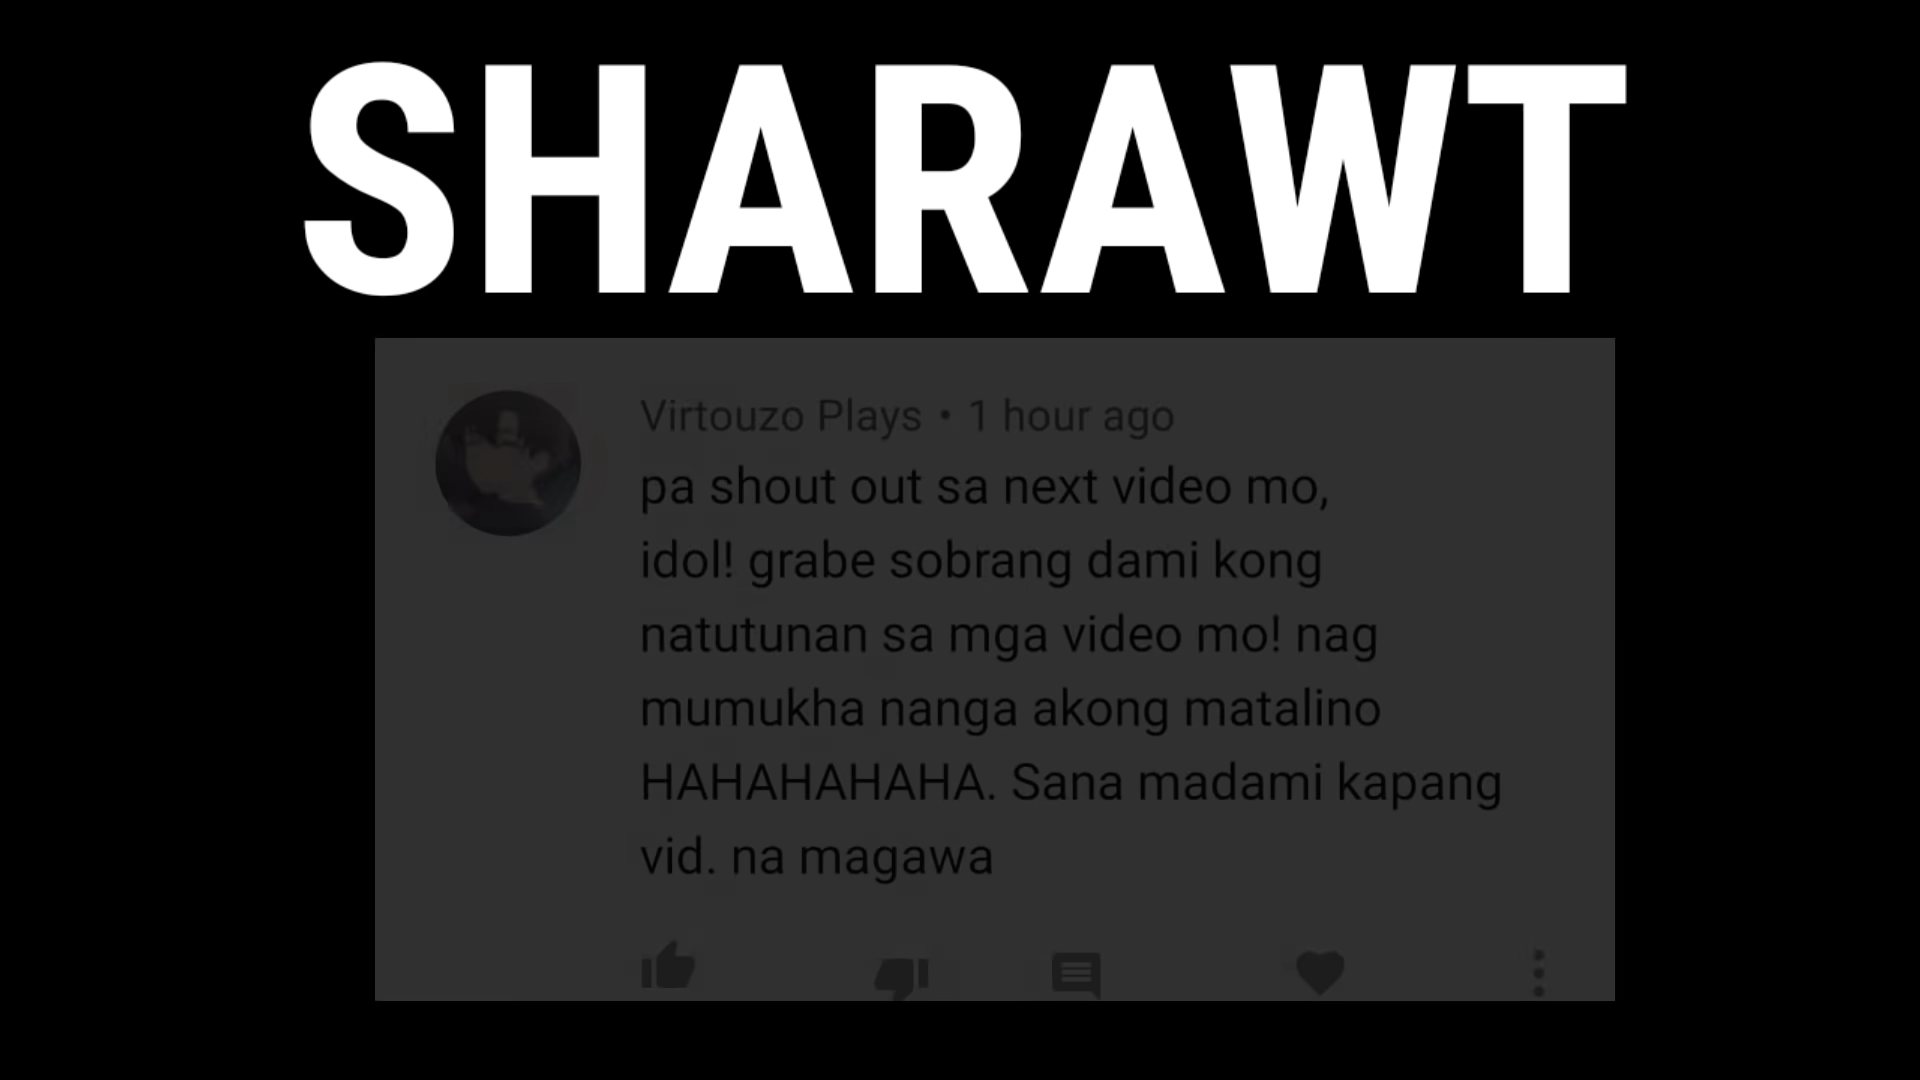 SHARAWT
Virtouzo Plays • 1 hour ago
pa shout out sa next video mo,
idol! grabe sobrang dami kong
natutunan sa mga video mo! nag
mumukha nanga akong matalino
HAHAHAHAHA. Sana madami kapang
vid. na magawa